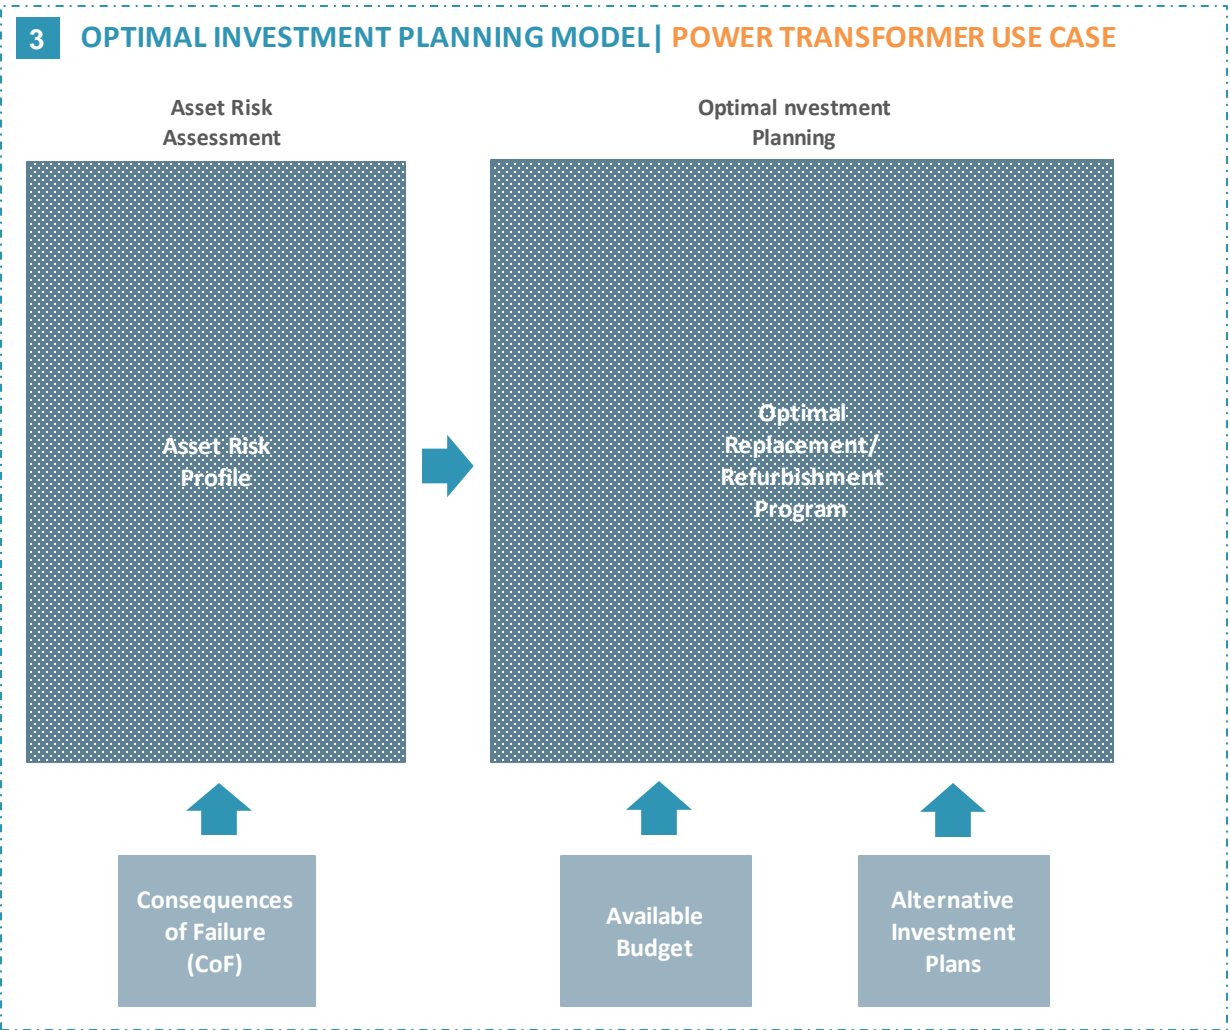 3 OPTIMAL INVESTMENT PLANNING MODEL| POWER TRANSFORMER USE CASE
Asset Risk
Assessment
Optimal nvestment
Planning
Asset Risk
Profile
Optimal
Replacement/
Refurbishment
Program
Consequences
of Failure
(CoF)
Available
Budget
Alternative
Investment
Plans